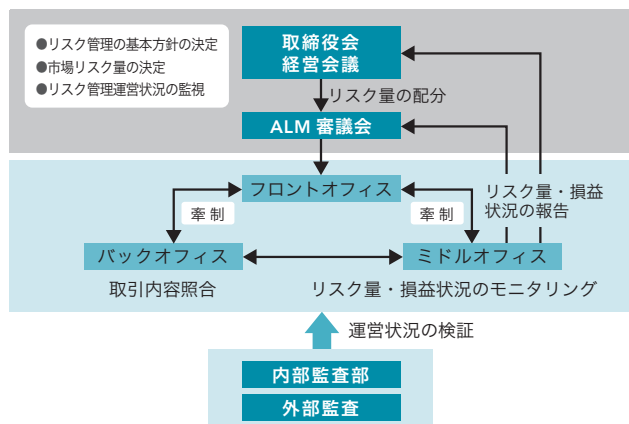 ●リスク管理の基本方針の決定
●市場リスク量の決定
●リスク管理運営状況の監視
取締役会
経営会議
リスク量の配分
ALM 審議会
フロントオフィス
牽 制
牽 制
リスク量・損益
状況の報告
バックオフィス
ミドルオフィス
取引内容照合
リスク量・損益状況のモニタリング
運営状況の検証
内部監査部
外部監査